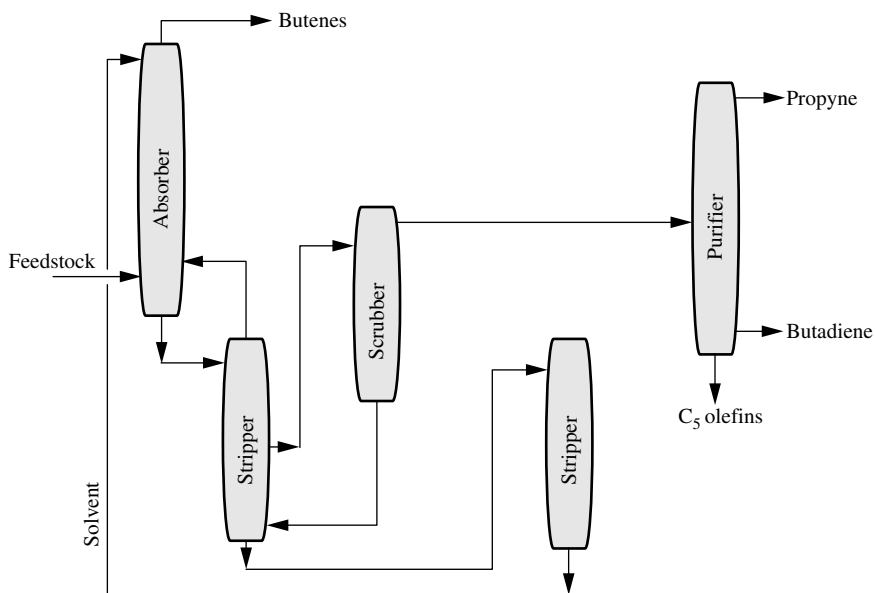 Butenes
Propyne
Absorber
Purifier
Feedstock
Scrubber
Butadiene
Stripper
Stripper
C5 olefins
Solvent